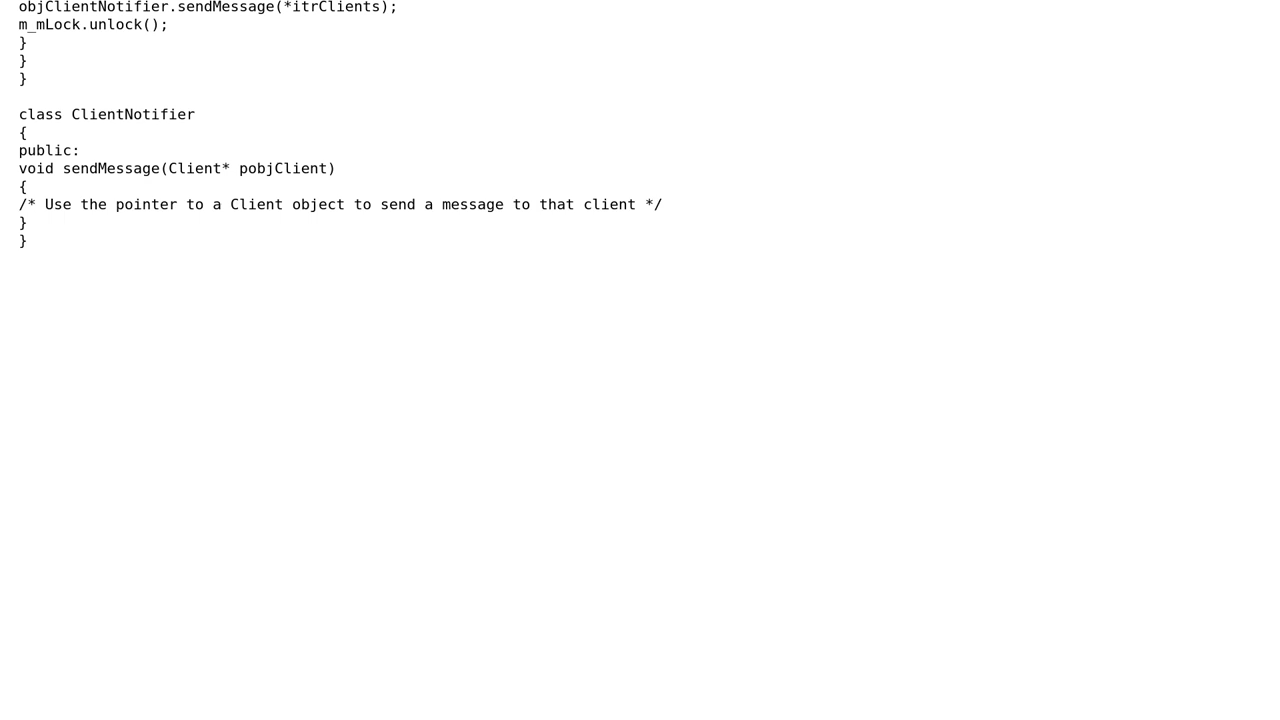 objClientNotifier.sendMessage(*itrClients);
m_mLock.unlock();
}
}
}
class ClientNotifier
{
public:
void sendMessage(Client* pobjClient)
{
/* Use the pointer to a Client object to send a message to that client */
}
}